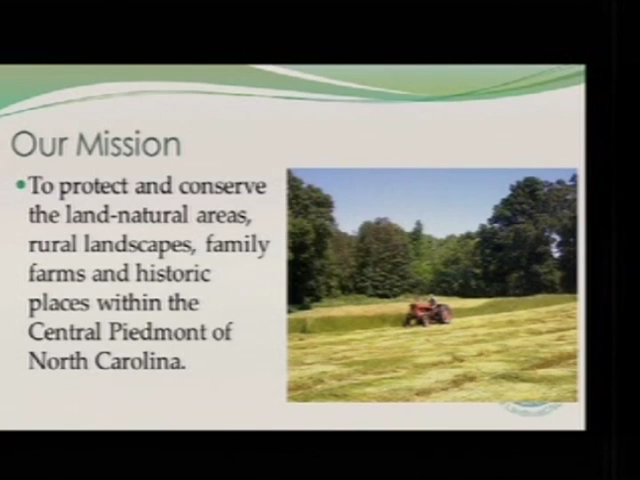 Our Mission
•To protect and conserve
the land-natural areas,
rural landscapes, family
farms and historic
places within the
Central Piedmont of
North Carolina.